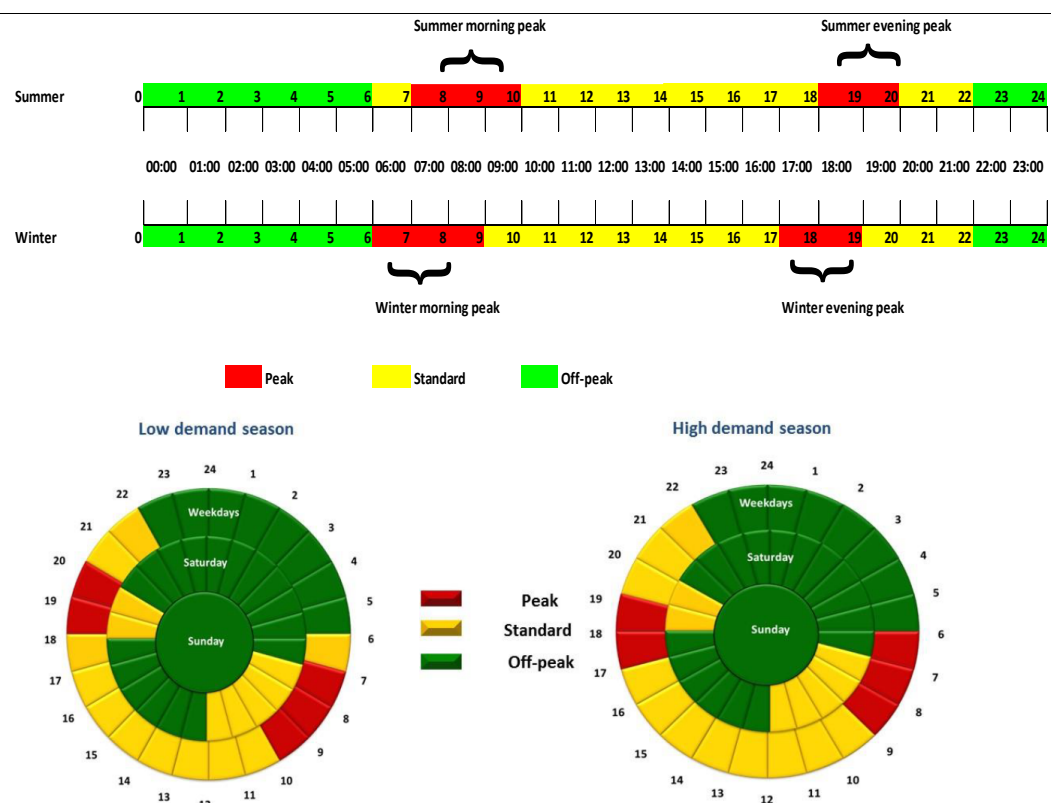 Summer morning peak Summer evening peak
Summer 0 1 2 3 4 5 6 7 8 9 10 11 12 13 14 15 16 17 18 19 20 21 22 23 24
00:00 01:00 02:00 03:00 04:00 05:00 06:00 07:00 08:00 09:00 10:00 11:00 12:00 13:00 14:00 15:00 16:00 17:00 18:00 19:00 20:00 21:00 22:00 23:00
Winter 0 1 2 3 4 5 6 7 8 9 10 11 12 13 14 15 16 17 18 19 20 21 22 23 24
Winter morning peak Winter evening peak
Peak Standard Off-peak
Low demand season
24
1
2
3
4
5
6
7
8
9
10
11
12
13
14
15
16
17
18
19
20
21
22
23
Weekdays
Saturday
Sunday
Peak
Standard
Off-peak
High demand season
24
1
2
3
4
5
6
7
8
9
10
11
12
13
14
15
16
17
18
19
20
21
22
23
Weekdays
Saturday
Sunday